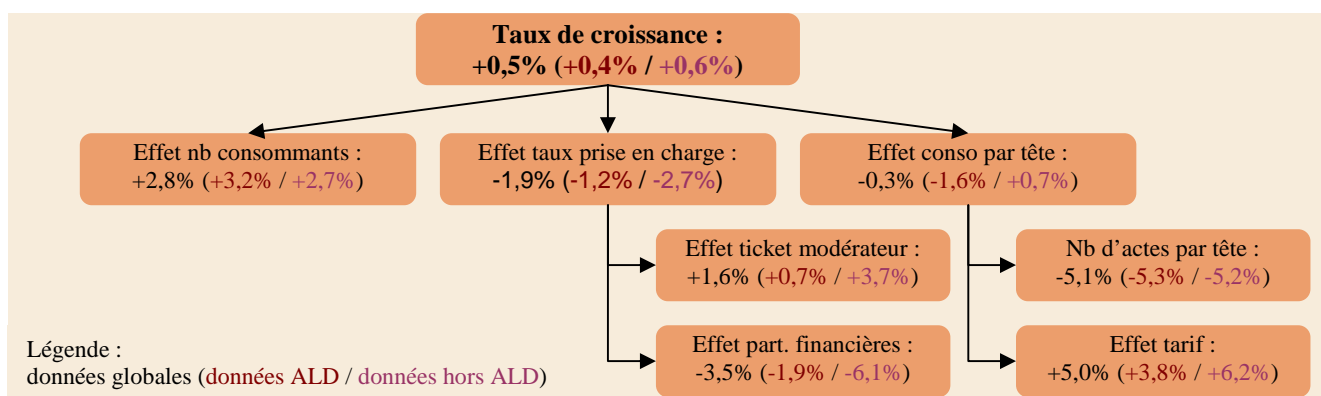 Taux de croissance :
+0,5% (+0,4% / +0,6%)
Effet nb consommants :
+2,8% (+3,2% / +2,7%)
Effet taux prise en charge :
-1,9% (-1,2% / -2,7%)
Effet conso par tête :
-0,3% (-1,6% / +0,7%)
Effet ticket modérateur :
+1,6% (+0,7% / +3,7%)
Nb d’actes par tête :
-5,1% (-5,3% / -5,2%)
Effet part. financières :
-3,5% (-1,9% / -6,1%)
Effet tarif :
+5,0% (+3,8% / +6,2%)
Légende :
données globales (données ALD / données hors ALD)